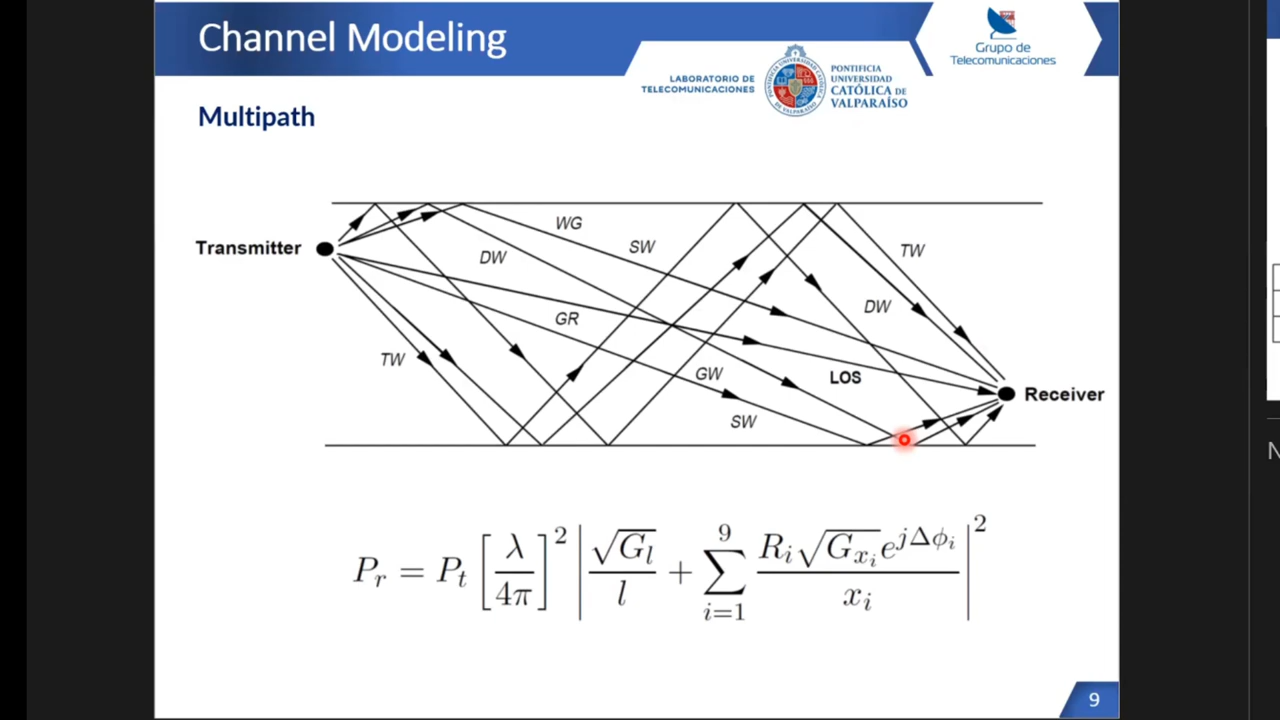 Channel Modeling
Grupo de
Telecomunicaciones
LABORATORIO DE
TELECOMUNICACIONES
PONTIFICIA
UNIVERSIDAD
CATÓLICA DE
VALPARAÍSO
Multipath
WG
SW
TW
Transmitter
DW
DW
GR
TW
GW
LOS
Receiver
SW
P_r = P_t [λ/4π]^2 |√G_l/l + ∑_{i=1}^{9} R_i√G_{x_i}e^{jΔϕ_i}/x_i|^2
9